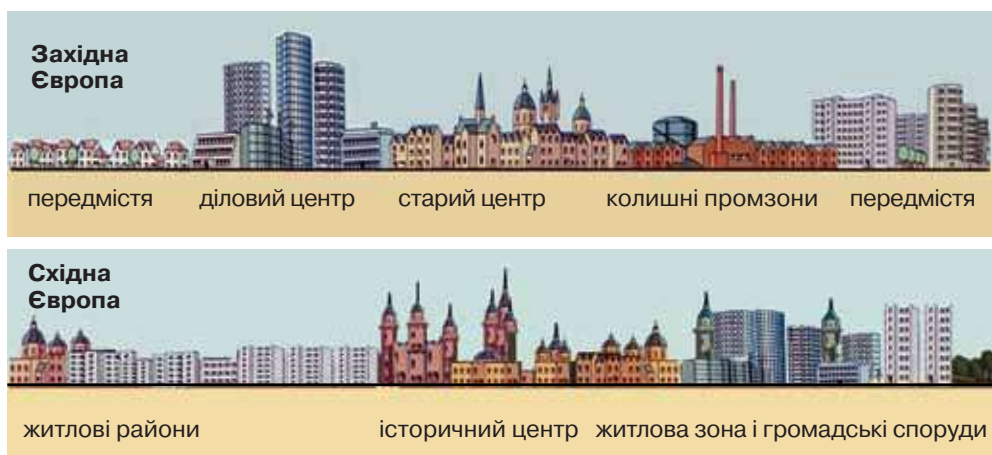 Західна
Європа
передмістя діловий центр старий центр колишні промзони передмістя
Східна
Європа
житлові райони історичний центр житлова зона і громадські споруди